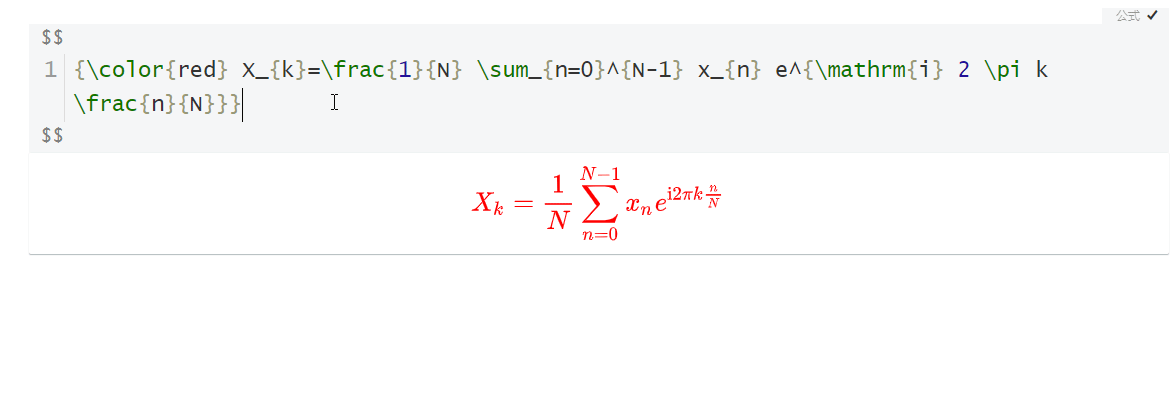 公式 ✔
$$
1 {\color{red} X_{k}=\frac{1}{N} \sum_{n=0}^{N-1} x_{n} e^{\mathrm{i} 2 \pi k
\frac{n}{N}}}
$$
X_k = \frac{1}{N} \sum_{n=0}^{N-1} x_n e^{\mathrm{i}2\pi k\frac{n}{N}}